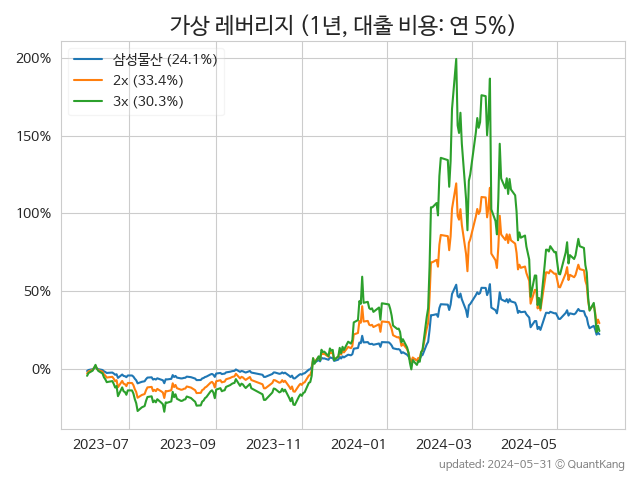 가상 레버리지 (1년, 대출 비용: 연 5%)
200%
150%
100%
50%
0%
삼성물산 (24.1%)
2x (33.4%)
3x (30.3%)
2023-07
2023-09
2023-11
2024-01
2024-03
2024-05
updated: 2024-05-31 © QuantKang